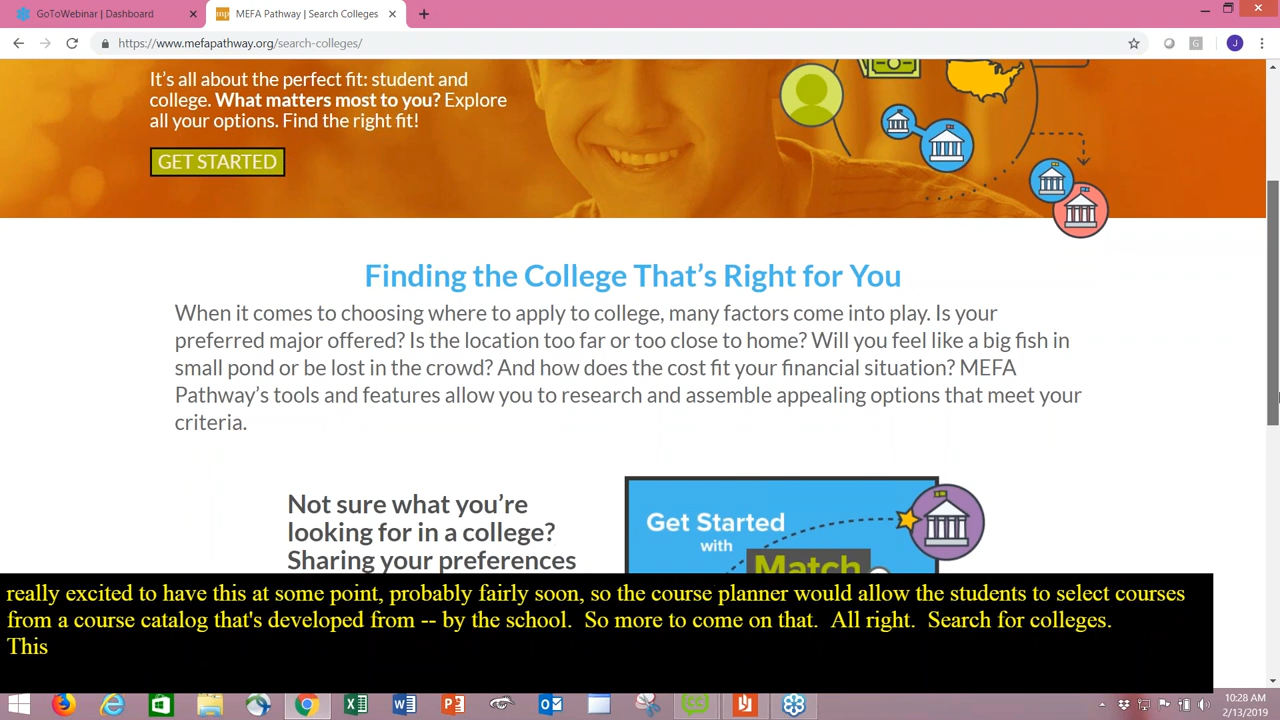 GoToWebinar | Dashboard
MEFA Pathway | Search Colleges
https://www.mefapathway.org/search-colleges/
It's all about the perfect fit: student and
college. What matters most to you? Explore
all your options. Find the right fit!
GET STARTED
Finding the College That's Right for You
When it comes to choosing where to apply to college, many factors come into play. Is your
preferred major offered? Is the location too far or too close to home? Will you feel like a big fish in
small pond or be lost in the crowd? And how does the cost fit your financial situation? MEFA
Pathway's tools and features allow you to research and assemble appealing options that meet your
criteria.
Not sure what you're
looking for in a college?
Sharing your preferences
Get Started
with
Match
really excited to have this at some point, probably fairly soon, so the course planner would allow the students to select courses
from a course catalog that's developed from -- by the school.  So more to come on that.  All right.  Search for colleges.
This
10:28 AM
2/13/2019